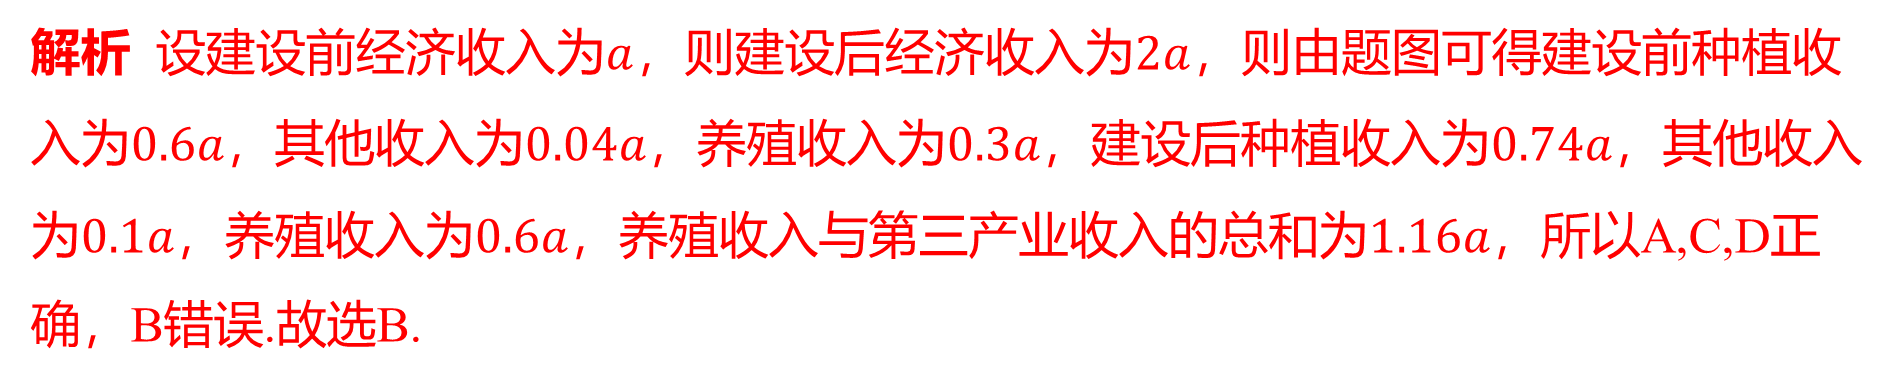 解析 设建设前经济收入为a，则建设后经济收入为2a，则由题图可得建设前种植收
入为0.6a，其他收入为0.04a，养殖收入为0.3a，建设后种植收入为0.74a，其他收入
为0.1a，养殖收入为0.6a，养殖收入与第三产业收入的总和为1.16a，所以A,C,D正
确，B错误.故选B.